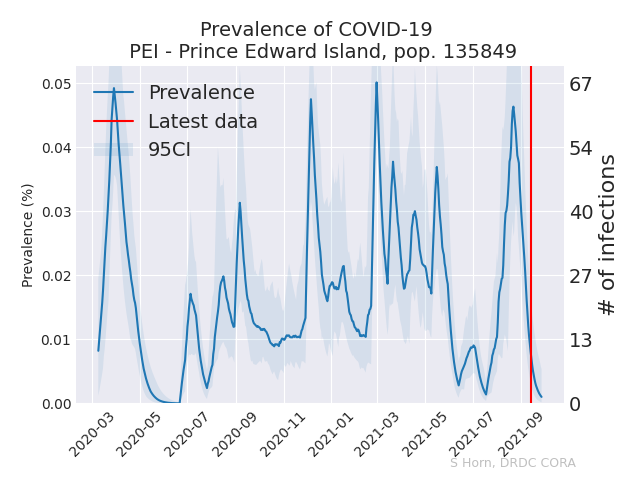 Prevalence of COVID-19
PEI - Prince Edward Island, pop. 135849
Prevalence
Latest data
95CI
Prevalence (%)
0.05
0.04
0.03
0.02
0.01
0.00
67
54
40
27
13
0
# of infections
2020-03
2020-05
2020-07
2020-09
2020-11
2021-01
2021-03
2021-05
2021-07
2021-09
S Horn, DRDC CORA